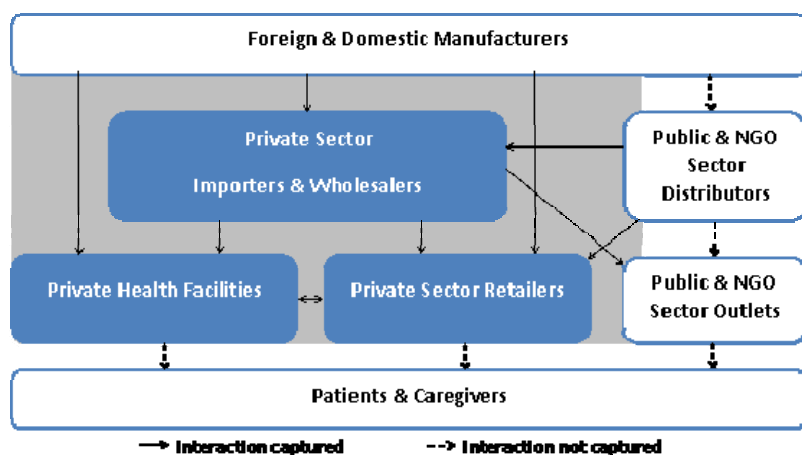 Foreign & Domestic Manufacturers
Private Sector
Importers & Wholesalers
Public & NGO
Sector
Distributors
Private Health Facilities
Private Sector Retailers
Public & NGO
Sector Outlets
Patients & Caregivers
Interaction captured
Interaction not captured